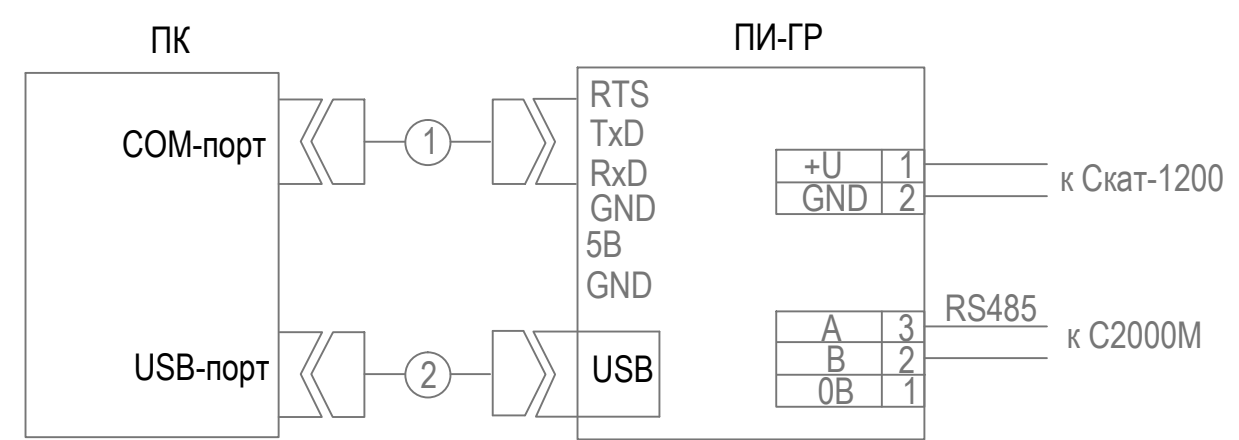 ПК
ПИ-ГР
COM-порт
1
RTS
TxD
RxD
GND
5В
GND
+U 1
GND 2
к Скат-1200
USB-порт
2
USB
A 3
B 2
0В 1
RS485
к С2000М